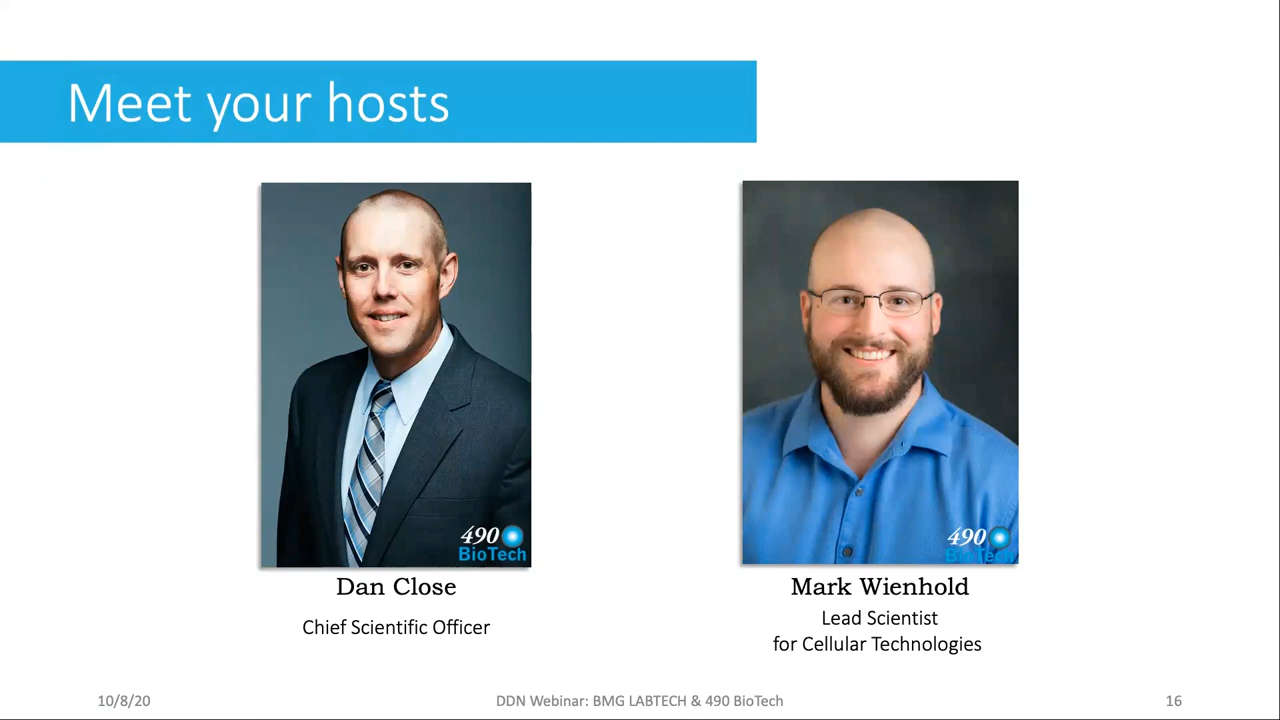 Meet your hosts
490
BioTech
490
BioTech
Dan Close
Chief Scientific Officer
Mark Wienhold
Lead Scientist
for Cellular Technologies
10/8/20
DDN Webinar: BMG LABTECH & 490 BioTech
16